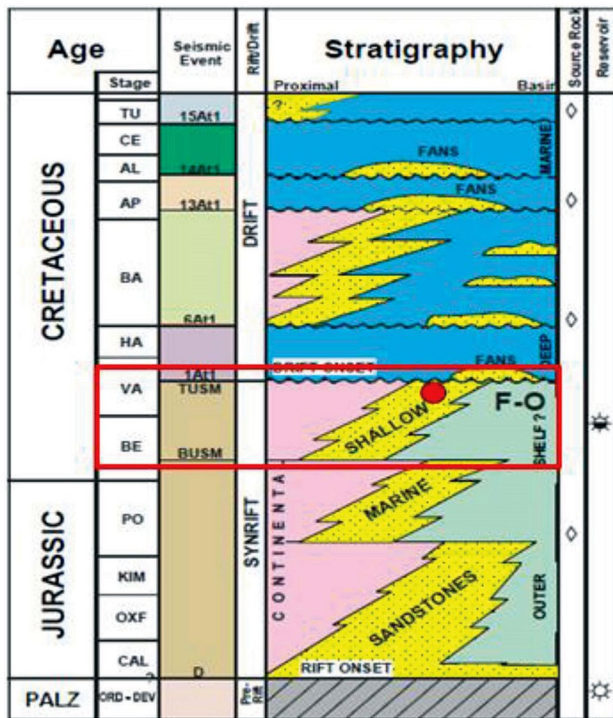 Age
Seismic
Event
Rift/Drift
Stratigraphy
Source Rock
Reservoir
Stage
Proximal
Basin
CRETACEOUS
TU
15At1
?
CE
AL
14At1
FANS
MARINE
AP
13At1
FANS
DRIFT
BA
6At1
HA
1At1
DRIFT ONSET
DEEP
FANS
VA
TUSM
F-O
SHALLOW
BE
BUSM
SHELF ?
JURASSIC
PO
SYNRIFT
CONTINENTA
MARINE
KIM
SANDSTONES
OUTER
OXF
CAL
?
D
RIFT ONSET
PALZ
ORD - DEV
Pre-
Rift